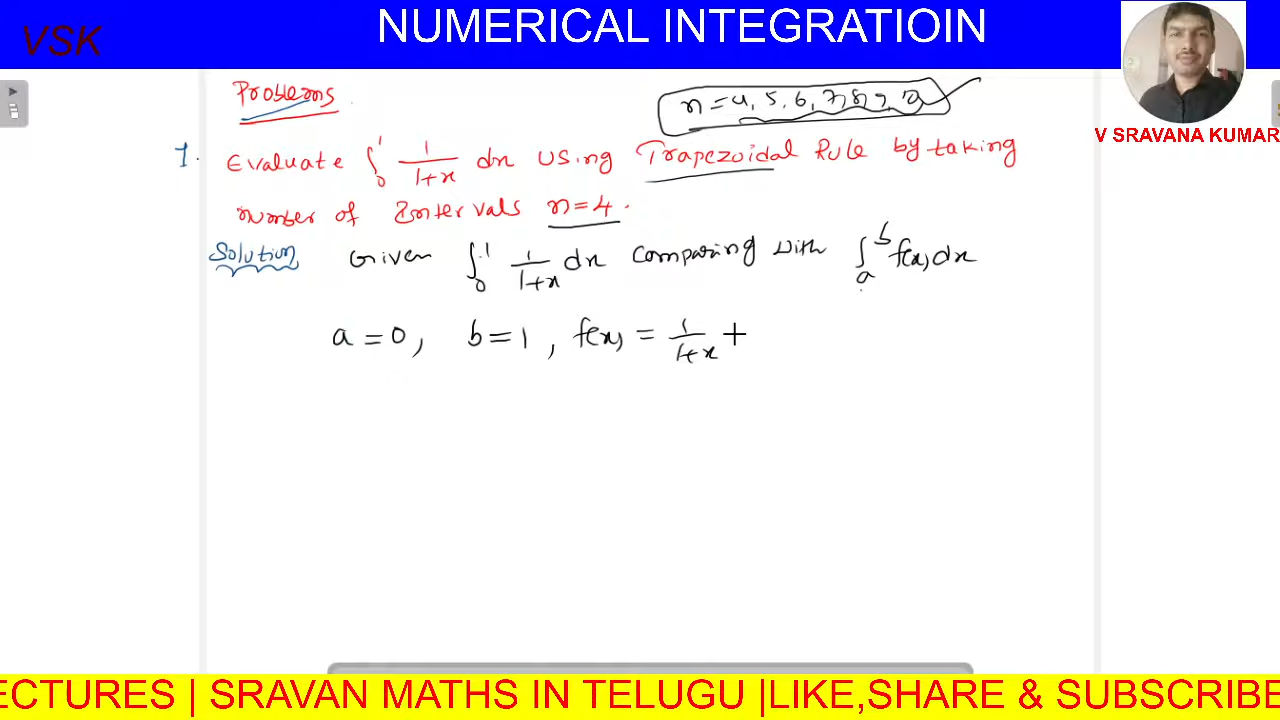 VSK
NUMERICAL INTEGRATIOIN
Problems
n = 4, 5, 6, 7, 8, 9, 10
V SRAVANA KUMAR
1. Evaluate ∫₀¹ 1/(1+x) dx using Trapezoidal Rule by taking
number of Intervals n=4.
Solution Given ∫₀¹ 1/(1+x) dx comparing with ∫ₐᵇ f(x) dx
a = 0, b = 1, f(x) = 1/(1+x) +
ECTURES | SRAVAN MATHS IN TELUGU |LIKE,SHARE & SUBSCRIBE